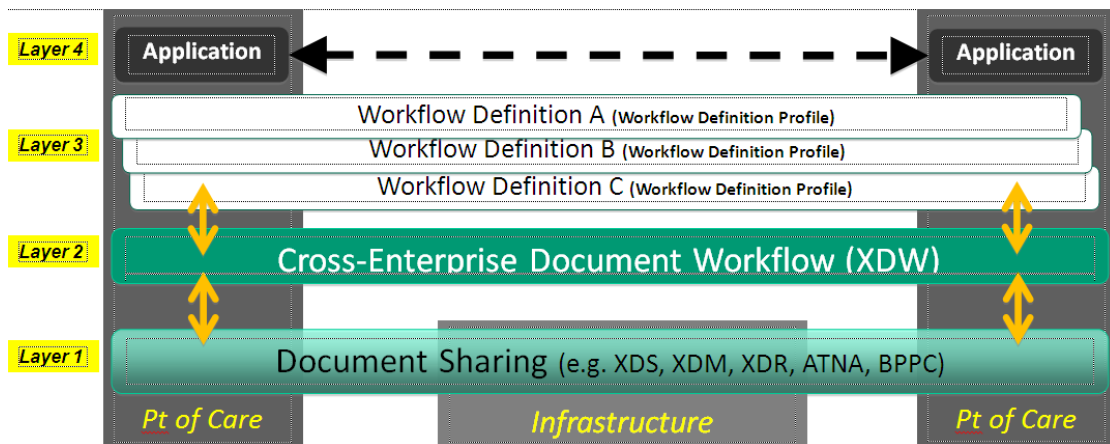 Layer 4
Application
Application
Workflow Definition A (Workflow Definition Profile)
Layer 3
Workflow Definition B (Workflow Definition Profile)
Workflow Definition C (Workflow Definition Profile)
Layer 2
Cross-Enterprise Document Workflow (XDW)
Layer 1
Document Sharing (e.g. XDS, XDM, XDR, ATNA, BPPC)
Pt of Care
Infrastructure
Pt of Care